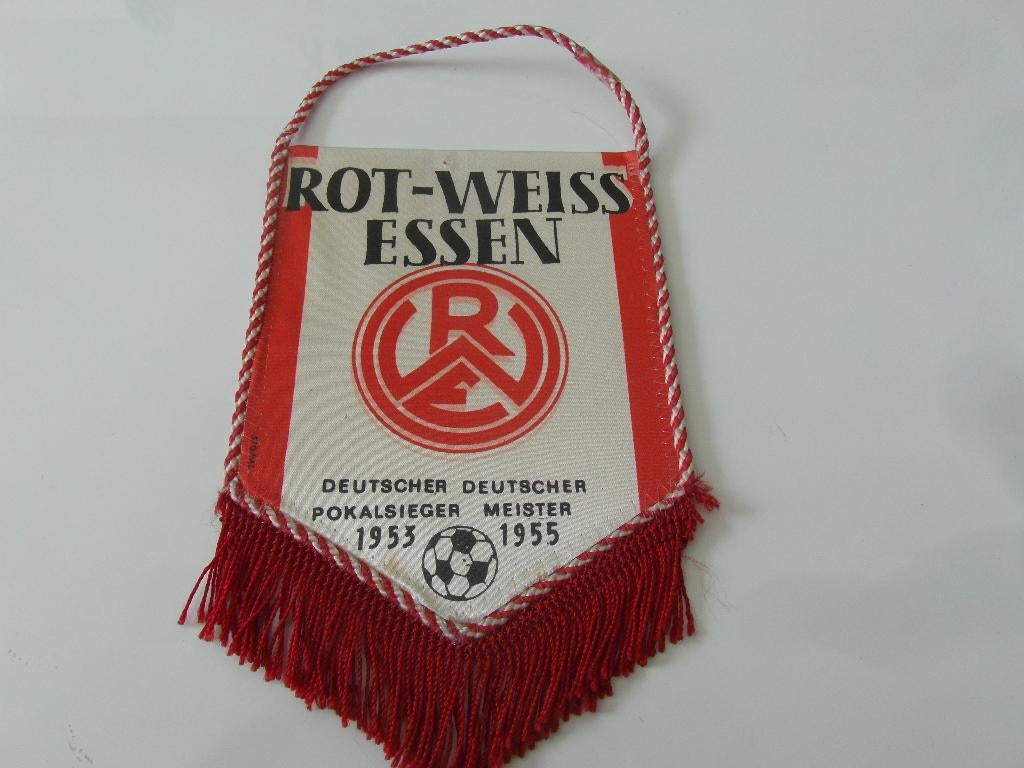 ROT-WEISS
ESSEN
RWE
DEUTSCHER DEUTSCHER
POKALSIEGER MEISTER
1953 1955